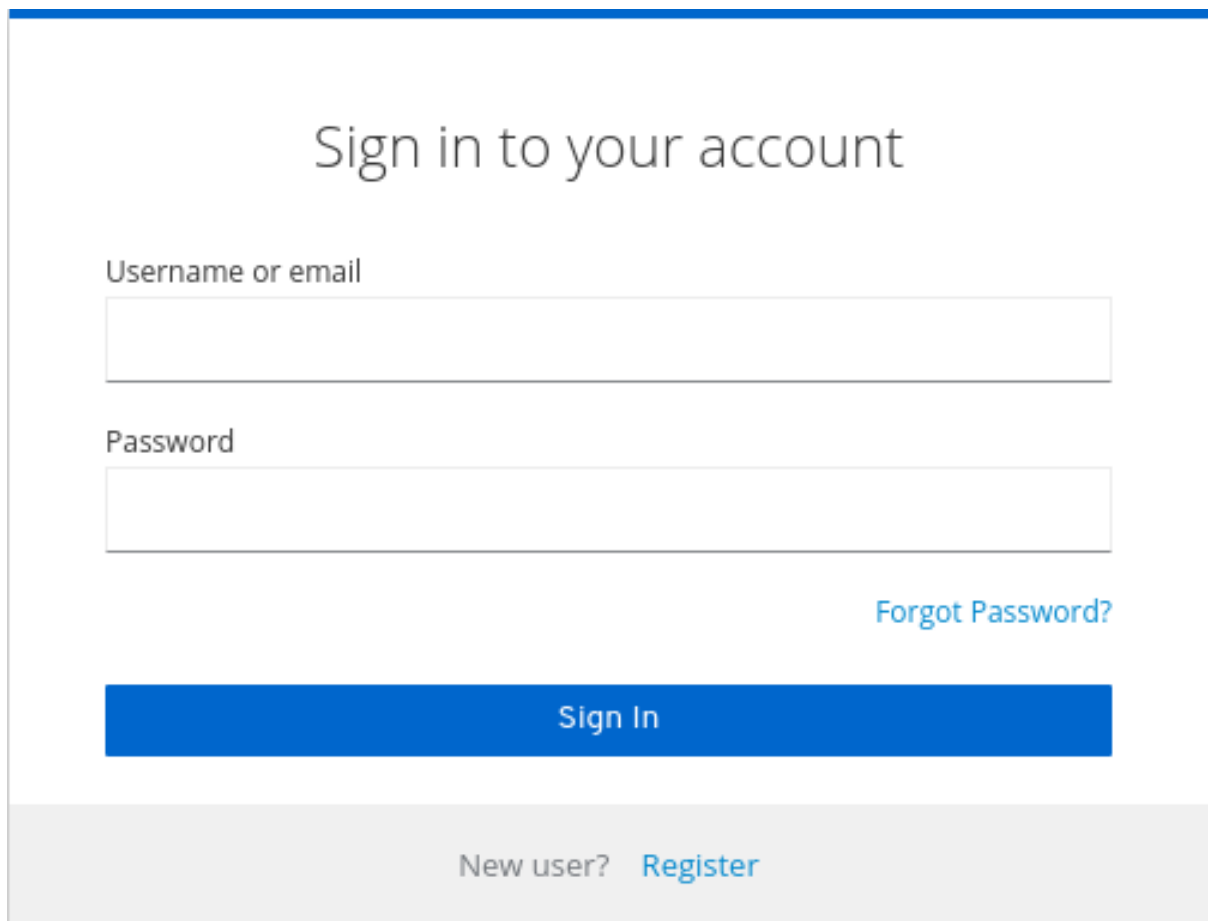 Sign in to your account
Username or email
Password
Forgot Password?
Sign In
New user? Register